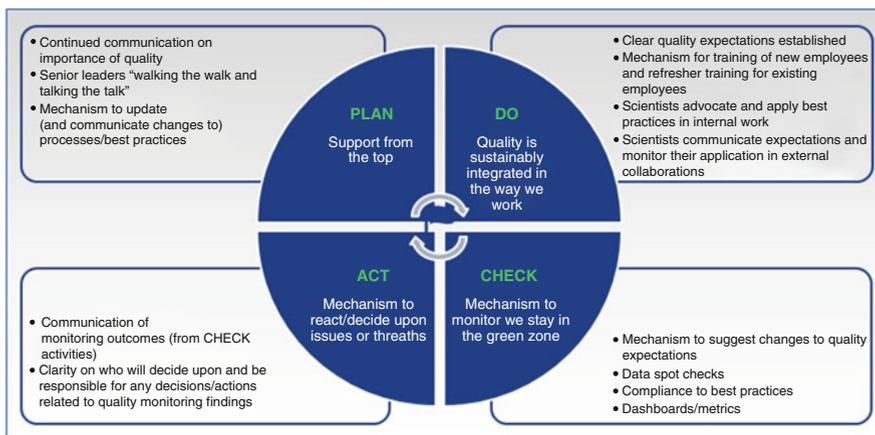 • Continued communication on
importance of quality
• Senior leaders “walking the walk and
talking the talk”
• Mechanism to update
(and communicate changes to)
processes/best practices
PLAN
Support from
the top
DO
Quality is
sustainably
integrated in
the way we
work
• Clear quality expectations established
• Mechanism for training of new employees
and refresher training for existing
employees
• Scientists advocate and apply best
practices in internal work
• Scientists communicate expectations and
monitor their application in external
collaborations
• Communication of
monitoring outcomes (from CHECK
activities)
• Clarity on who will decide upon and be
responsible for any decisions/actions
related to quality monitoring findings
ACT
Mechanism to
react/decide upon
issues or threaths
CHECK
Mechanism to
monitor we stay in
the green zone
• Mechanism to suggest changes to quality
expectations
• Data spot checks
• Compliance to best practices
• Dashboards/metrics